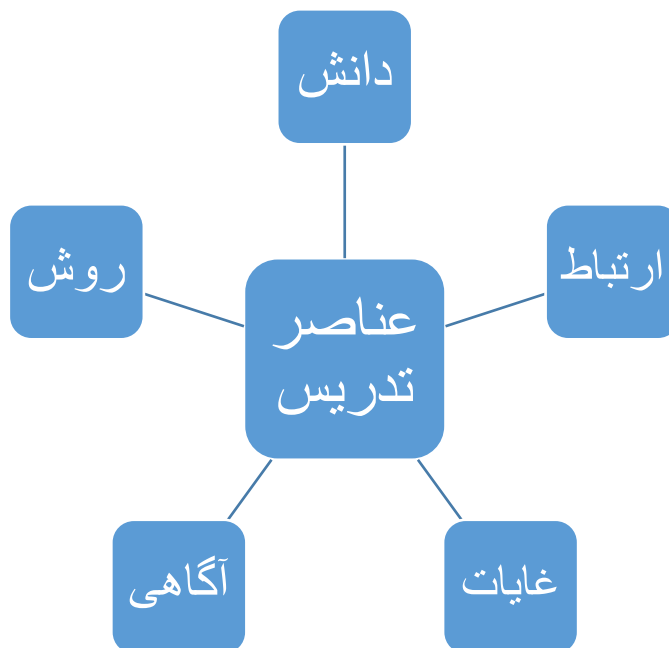 دانش
ارتباط
روش
عناصر
تدریس
غایات
آگاهی